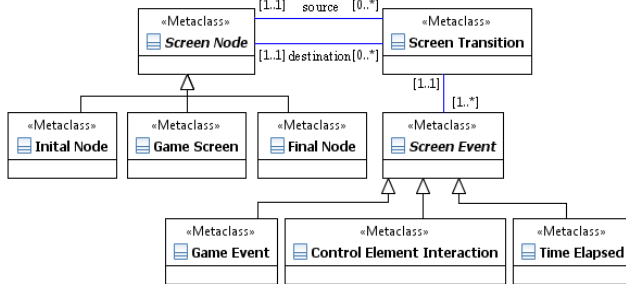 [1..1] source [0..*]
«Metaclass»
Screen Node
«Metaclass»
Screen Transition
[1..1] destination [0..*]
[1..1]
[1..*]
«Metaclass»
Inital Node
«Metaclass»
Game Screen
«Metaclass»
Final Node
«Metaclass»
Screen Event
«Metaclass»
Game Event
«Metaclass»
Control Element Interaction
«Metaclass»
Time Elapsed